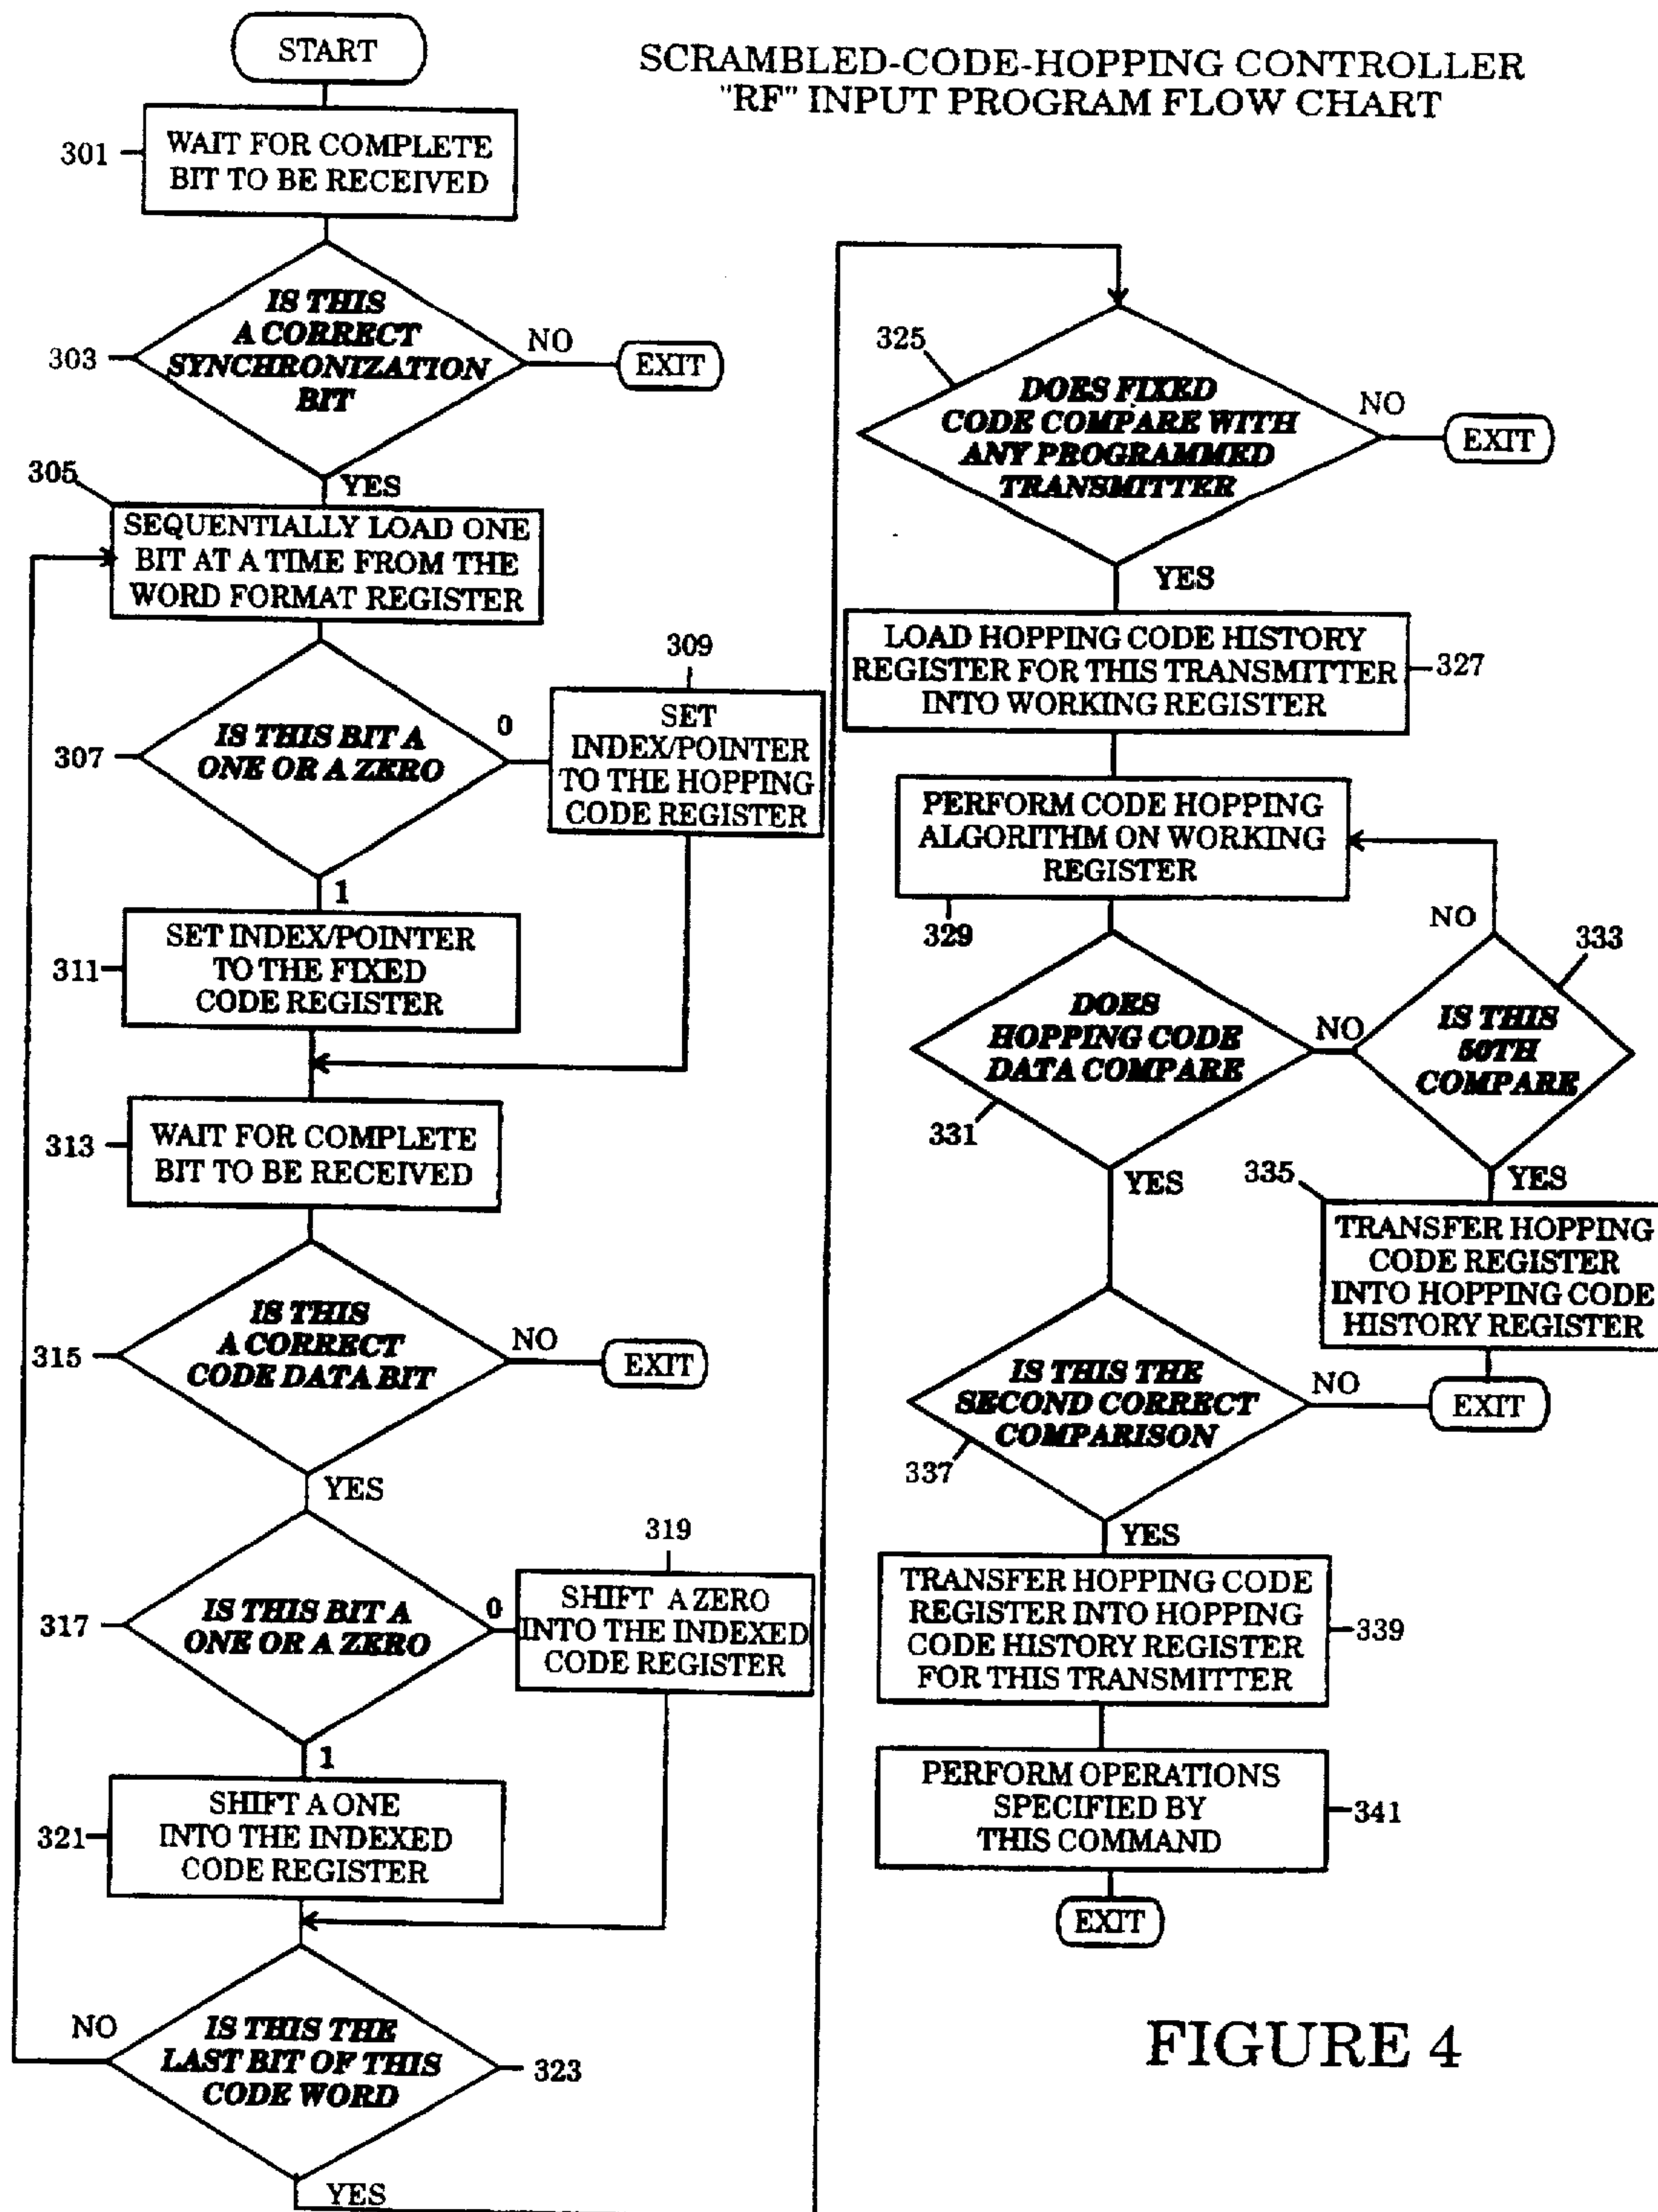 SCRAMBLED-CODE-HOPPING CONTROLLER
"RF" INPUT PROGRAM FLOW CHART
START
301
WAIT FOR COMPLETE
BIT TO BE RECEIVED
303
IS THIS
A CORRECT
SYNCHRONIZATION
BIT
NO
EXIT
YES
305
SEQUENTIALLY LOAD ONE
BIT AT A TIME FROM THE
WORD FORMAT REGISTER
307
IS THIS BIT A
ONE OR A ZERO
0
309
SET
INDEX/POINTER
TO THE HOPPING
CODE REGISTER
1
311
SET INDEX/POINTER
TO THE FIXED
CODE REGISTER
313
WAIT FOR COMPLETE
BIT TO BE RECEIVED
315
IS THIS
A CORRECT
CODE DATA BIT
NO
EXIT
YES
317
IS THIS BIT A
ONE OR A ZERO
0
319
SHIFT A ZERO
INTO THE INDEXED
CODE REGISTER
1
321
SHIFT A ONE
INTO THE INDEXED
CODE REGISTER
NO
IS THIS THE
LAST BIT OF THIS
CODE WORD
323
YES
325
DOES FIXED
CODE COMPARE WITH
ANY PROGRAMMED
TRANSMITTER
NO
EXIT
YES
LOAD HOPPING CODE HISTORY
REGISTER FOR THIS TRANSMITTER
INTO WORKING REGISTER
327
PERFORM CODE HOPPING
ALGORITHM ON WORKING
REGISTER
329
DOES
HOPPING CODE
DATA COMPARE
331
NO
NO
333
IS THIS
50TH
COMPARE
YES
335
TRANSFER HOPPING
CODE REGISTER
INTO HOPPING CODE
HISTORY REGISTER
EXIT
YES
IS THIS THE
SECOND CORRECT
COMPARISON
337
NO
YES
TRANSFER HOPPING CODE
REGISTER INTO HOPPING
CODE HISTORY REGISTER
FOR THIS TRANSMITTER
339
PERFORM OPERATIONS
SPECIFIED BY
THIS COMMAND
341
EXIT
FIGURE 4